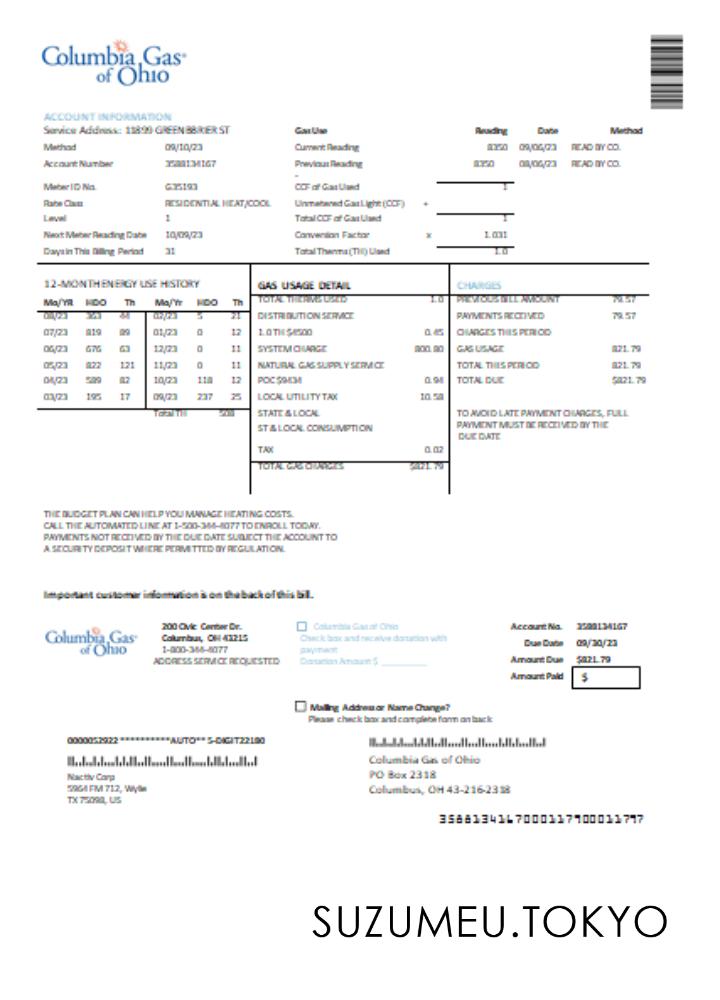 Columbia Gas®
of Ohio
ACCOUNT INFORMATION
Service Address: 11899 GREENBBRIER ST
Gas Use Reading Date Method
Method 09/10/23 Current Reading 8350 09/06/23 READ BY CO.
Account Number 3588134167 Previous Reading 8350 08/06/23 READ BY CO.
-
Meter ID No. G35193 CCF of Gas Used 1
Rate Class RESIDENTIAL HEAT/COOL Unmetered Gas Light (CCF) +
Level 1 Total CCF of Gas Used 1
Next Meter Reading Date 10/09/23 Conversion Factor x 1.031
Days in This Billing Period 31 Total Therms (TH) Used 1.0
12-MONTH ENERGY USE HISTORY
Mo/YR HDO Th Mo/Yr HDO Th
08/23 363 44 02/23 5 21
07/23 819 89 01/23 0 12
06/23 676 63 12/23 0 11
05/23 822 121 11/23 0 11
04/23 589 82 10/23 118 12
03/23 195 17 09/23 237 25
Total TH 508
GAS USAGE DETAIL
TOTAL THERMS USED 1.0
DISTRIBUTION SERVICE
1.0 TH $4500 0.45
SYSTEM CHARGE 800.80
NATURAL GAS SUPPLY SERVICE
POC $9434 0.94
LOCAL UTILITY TAX 10.58
STATE & LOCAL
ST & LOCAL CONSUMPTION
TAX 0.02
TOTAL GAS CHARGES $821.79
CHARGES
PREVIOUS BILL AMOUNT 79.57
PAYMENTS RECEIVED 79.57
CHARGES THIS PERIOD
GAS USAGE 821.79
TOTAL THIS PERIOD 821.79
TOTAL DUE $821.79
TO AVOID LATE PAYMENT CHARGES, FULL
PAYMENT MUST BE RECEIVED BY THE
DUE DATE
THE BUDGET PLAN CAN HELP YOU MANAGE HEATING COSTS.
CALL THE AUTOMATED LINE AT 1-500-344-4077 TO ENROLL TODAY.
PAYMENTS NOT RECEIVED BY THE DUE DATE SUBJECT THE ACCOUNT TO
A SECURITY DEPOSIT WHERE PERMITTED BY REGULATION.
Important customer information is on the back of this bill.
Columbia Gas®
of Ohio
200 Civic Center Dr.
Columbus, OH 43215
1-800-344-4077
ADDRESS SERVICE REQUESTED
Columbia Gas of Ohio
Check box and receive donation with
payment
Donation Amount $ __________
Account No. 3588134167
Due Date 09/30/23
Amount Due $821.79
Amount Paid $
Mailing Address or Name Change?
Please check box and complete form on back
0000052922 **********AUTO** 5-DIGIT22180
Nactiv Corp
5964 FM 712, Wylie
TX 75098, US
Columbia Gas of Ohio
PO Box 2318
Columbus, OH 43-216-2318
358813416700011790001179 7
SUZUMEU.TOKYO